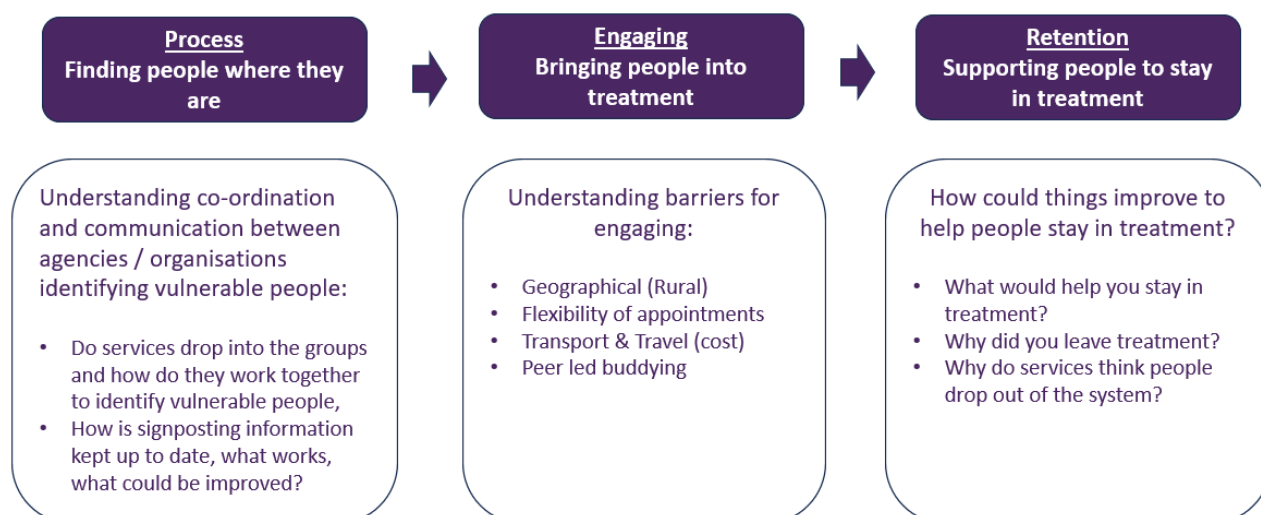 Process
Finding people where they
are
Engaging
Bringing people into
treatment
Retention
Supporting people to stay
in treatment
Understanding co-ordination
and communication between
agencies / organisations
identifying vulnerable people:
• Do services drop into the groups
and how do they work together
to identify vulnerable people,
• How is signposting information
kept up to date, what works,
what could be improved?
Understanding barriers for
engaging:
• Geographical (Rural)
• Flexibility of appointments
• Transport & Travel (cost)
• Peer led buddying
How could things improve to
help people stay in treatment?
• What would help you stay in
treatment?
• Why did you leave treatment?
• Why do services think people
drop out of the system?